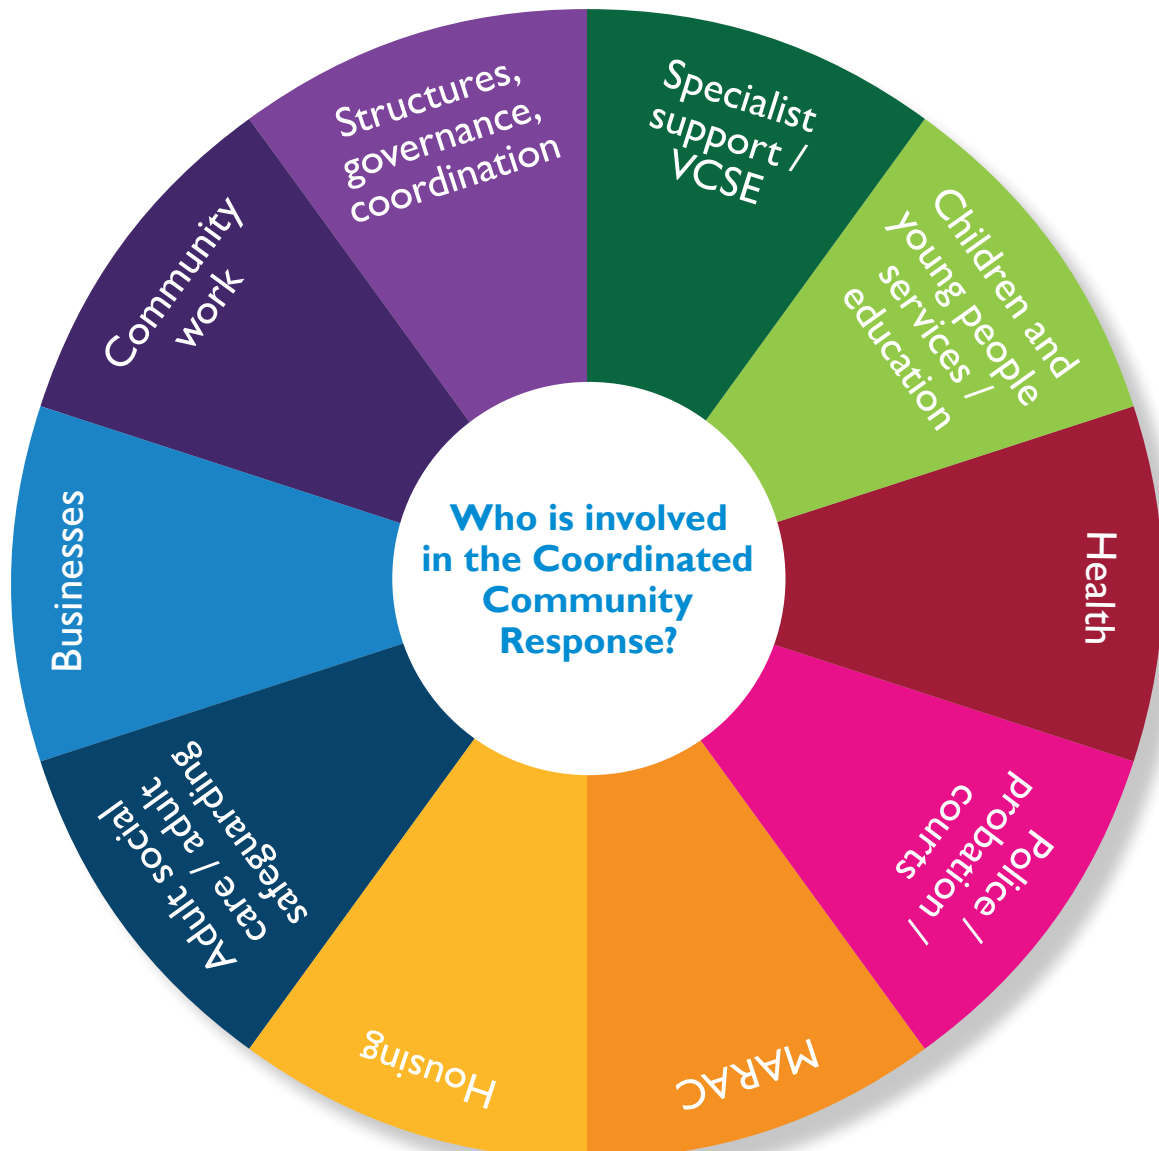 Who is involved
in the Coordinated
Community
Response?
Specialist
support /
VCSE
Children and
young people
services /
education
Health
Police /
probation /
courts
MARAC
Housing
Adult social
care / adult
safeguarding
Businesses
Community
work
Structures,
governance,
coordination